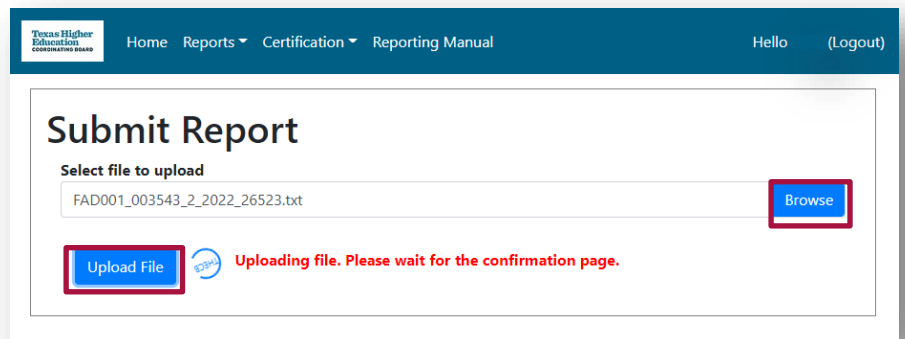 Texas Higher
Education
COORDINATING BOARD
Home Reports Certification Reporting Manual Hello (Logout)
Submit Report
Select file to upload
FAD001_003543_2_2022_26523.txt Browse
Upload File THECB Uploading file. Please wait for the confirmation page.